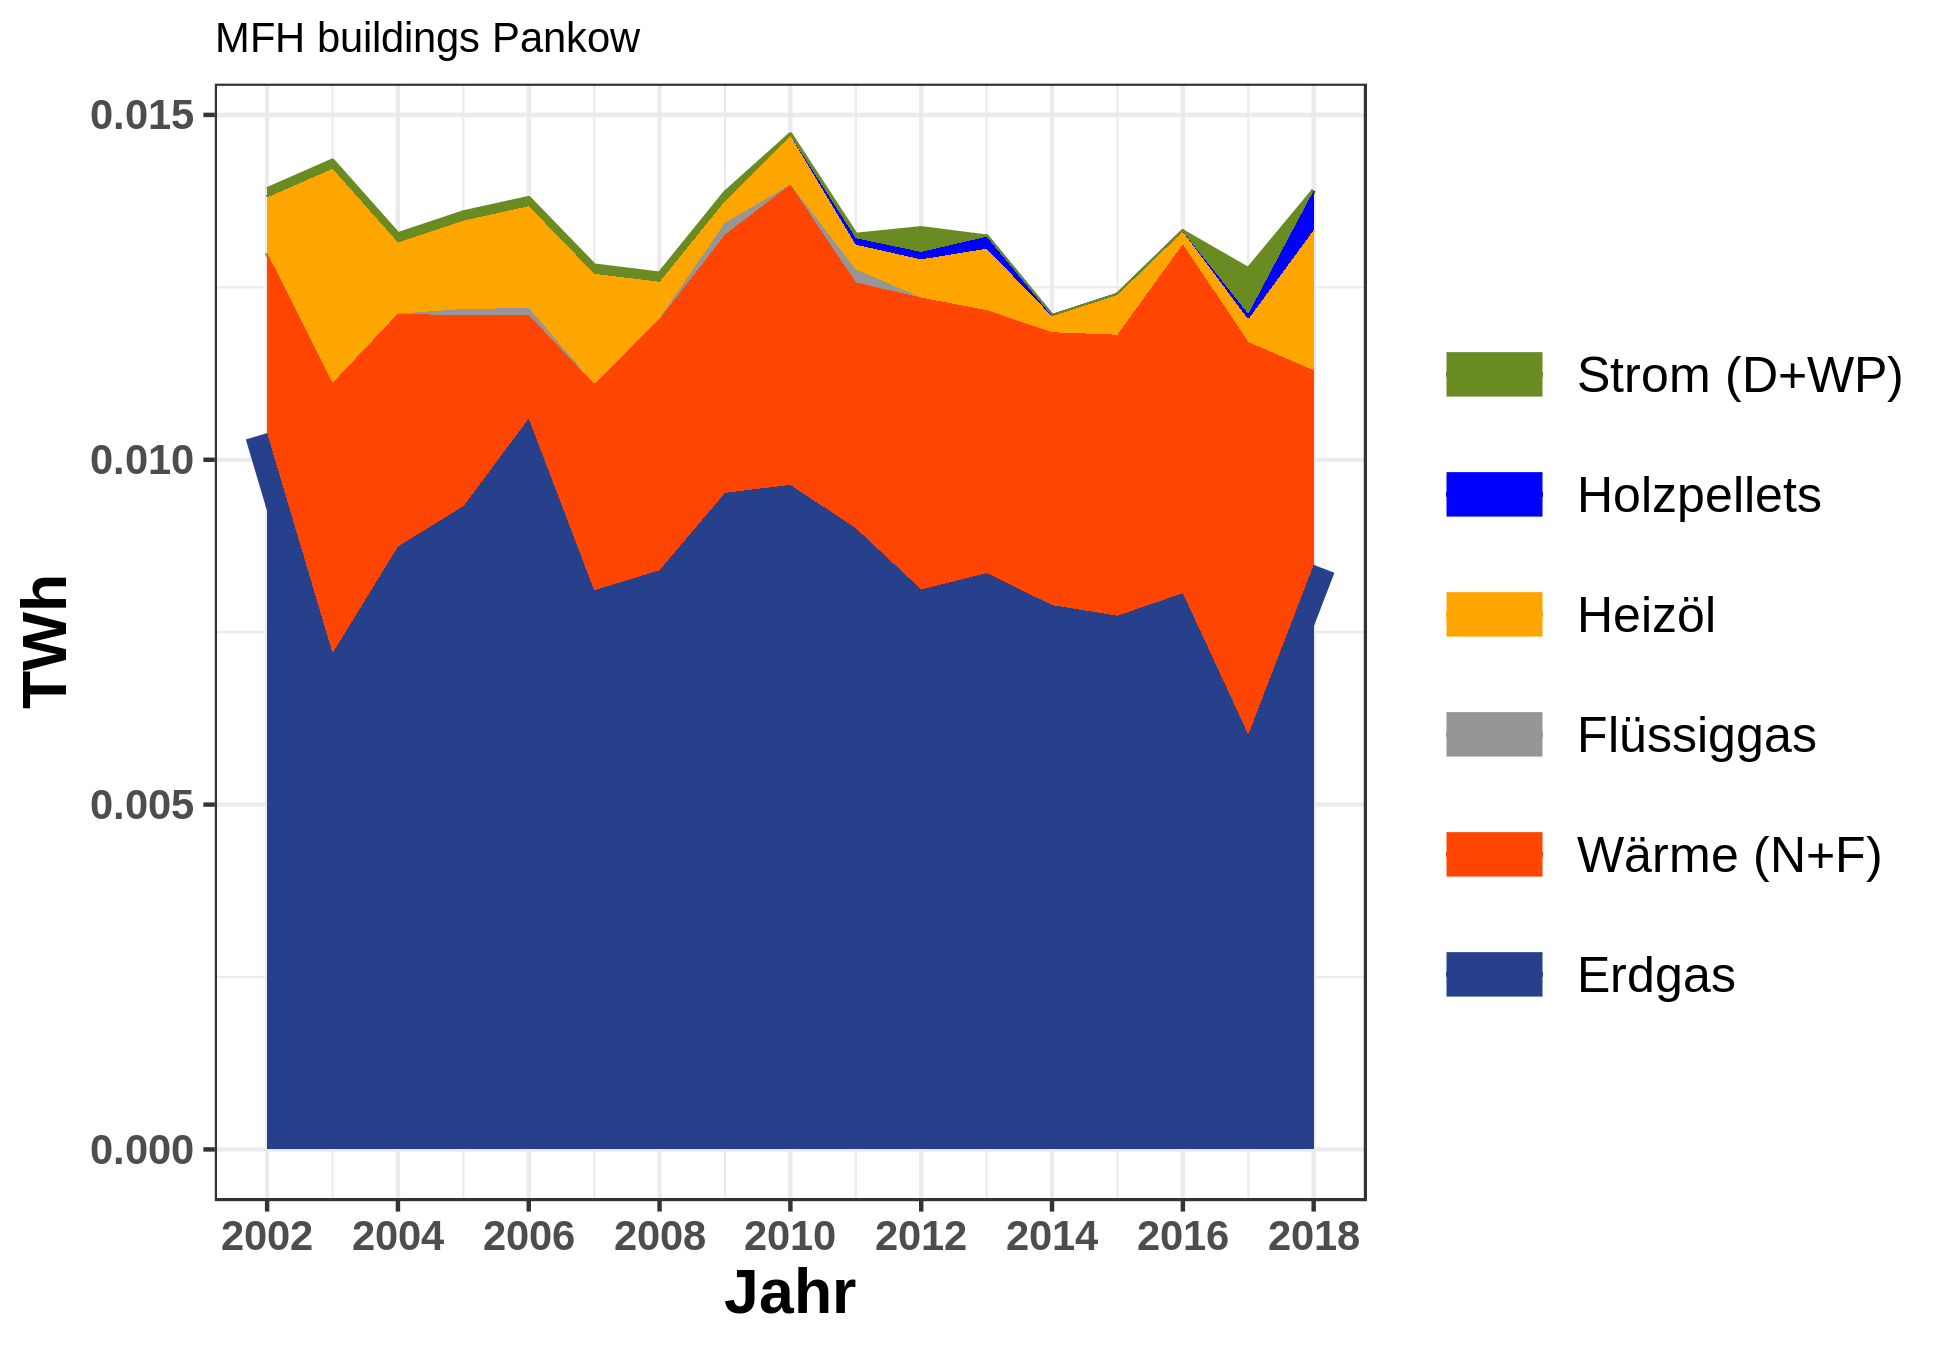 MFH buildings Pankow
TWh
0.015
0.010
0.005
0.000
2002 2004 2006 2008 2010 2012 2014 2016 2018
Jahr
Strom (D+WP)
Holzpellets
Heizöl
Flüssiggas
Wärme (N+F)
Erdgas